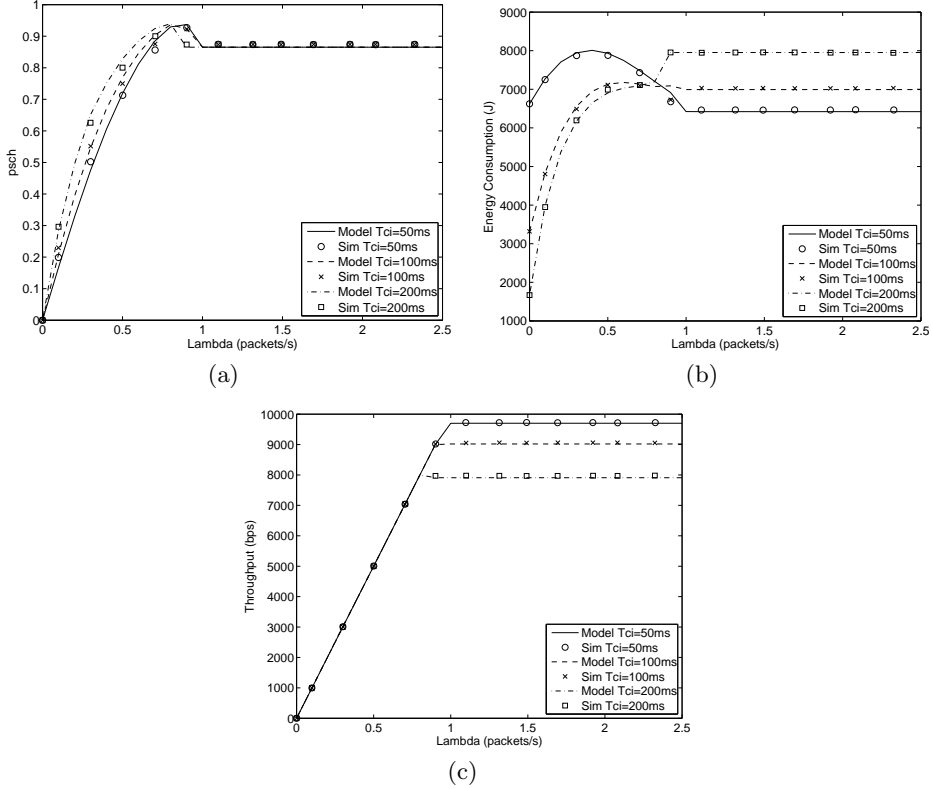 1
0.9
0.8
0.7
0.6
0.5
0.4
0.3
0.2
0.1
0
psch
0 0.5 1 1.5 2 2.5
Lambda (packets/s)
Model Tci=50ms
Sim Tci=50ms
Model Tci=100ms
Sim Tci=100ms
Model Tci=200ms
Sim Tci=200ms
(a)
9000
8000
7000
6000
5000
4000
3000
2000
1000
Energy Consumption (J)
0 0.5 1 1.5 2 2.5
Lambda (packets/s)
Model Tci=50ms
Sim Tci=50ms
Model Tci=100ms
Sim Tci=100ms
Model Tci=200ms
Sim Tci=200ms
(b)
10000
9000
8000
7000
6000
5000
4000
3000
2000
1000
0
Throughput (bps)
0 0.5 1 1.5 2 2.5
Lambda (packets/s)
Model Tci=50ms
Sim Tci=50ms
Model Tci=100ms
Sim Tci=100ms
Model Tci=200ms
Sim Tci=200ms
(c)